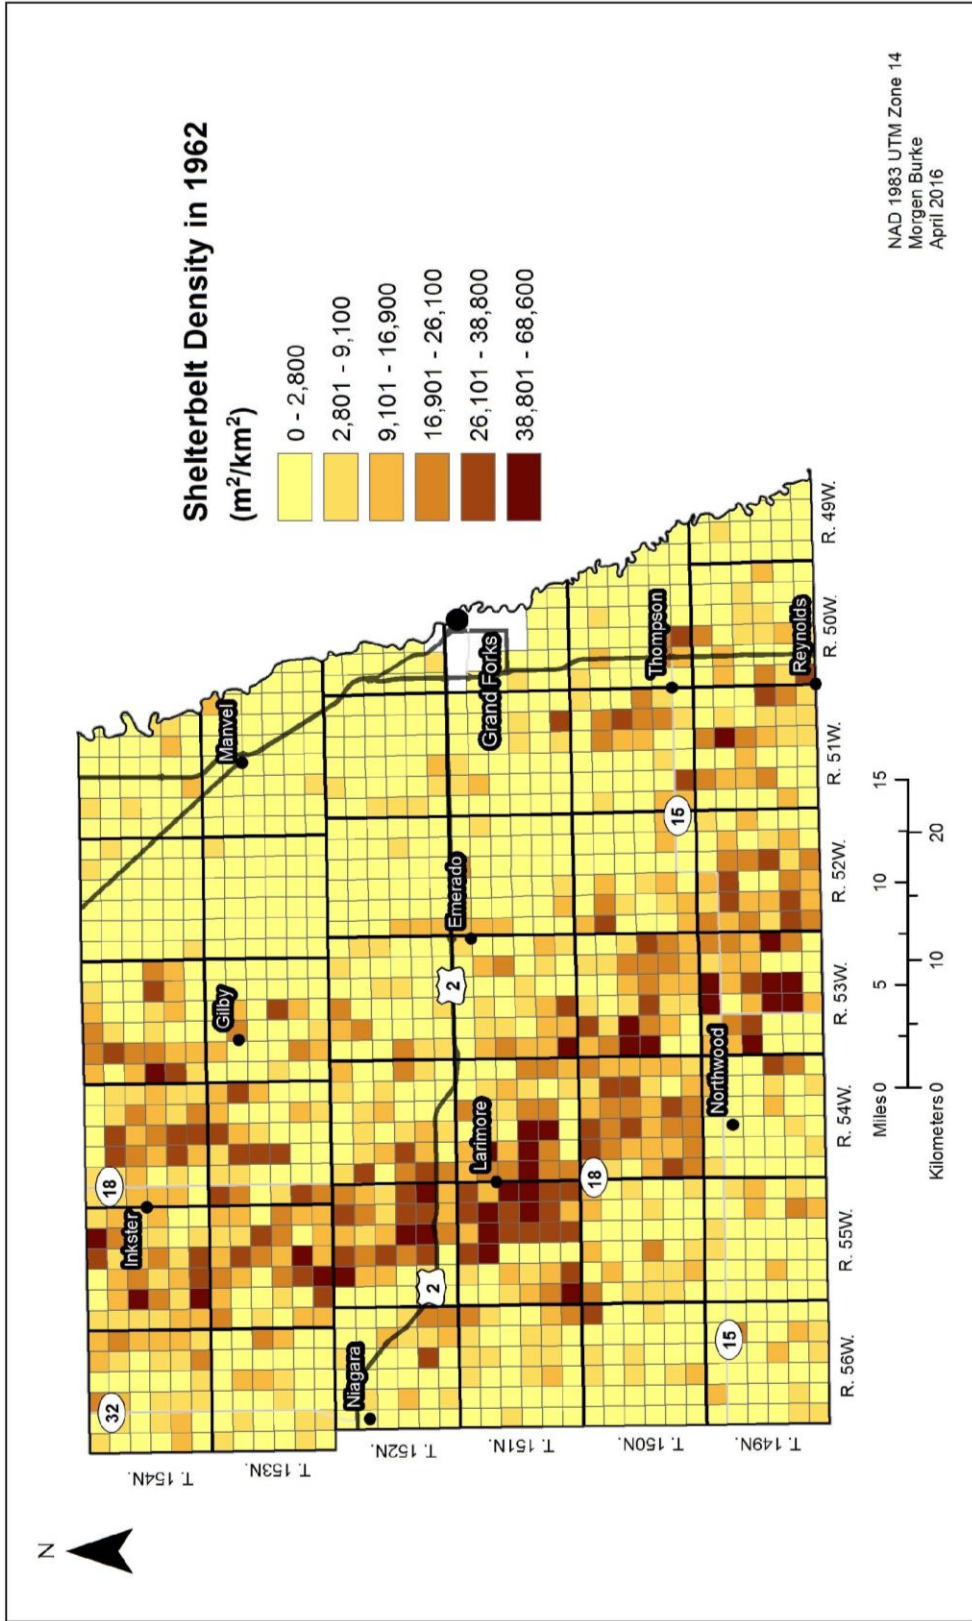 N
Shelterbelt Density in 1962
(m²/km²)
0 - 2,800
2,801 - 9,100
9,101 - 16,900
16,901 - 26,100
26,101 - 38,800
38,801 - 68,600
T. 154N.
T. 153N.
T. 152N.
T. 151N.
T. 150N.
T. 149N.
32
18
Inkster
Gilby
Manvel
Niagara
2
2
Emerado
Larimore
Grand Forks
18
15
Thompson
15
Northwood
Reynolds
R. 56W.
R. 55W.
R. 54W.
R. 53W.
R. 52W.
R. 51W.
R. 50W.
R. 49W.
Miles 0
5
10
15
Kilometers 0
10
20
NAD 1983 UTM Zone 14
Morgen Burke
April 2016